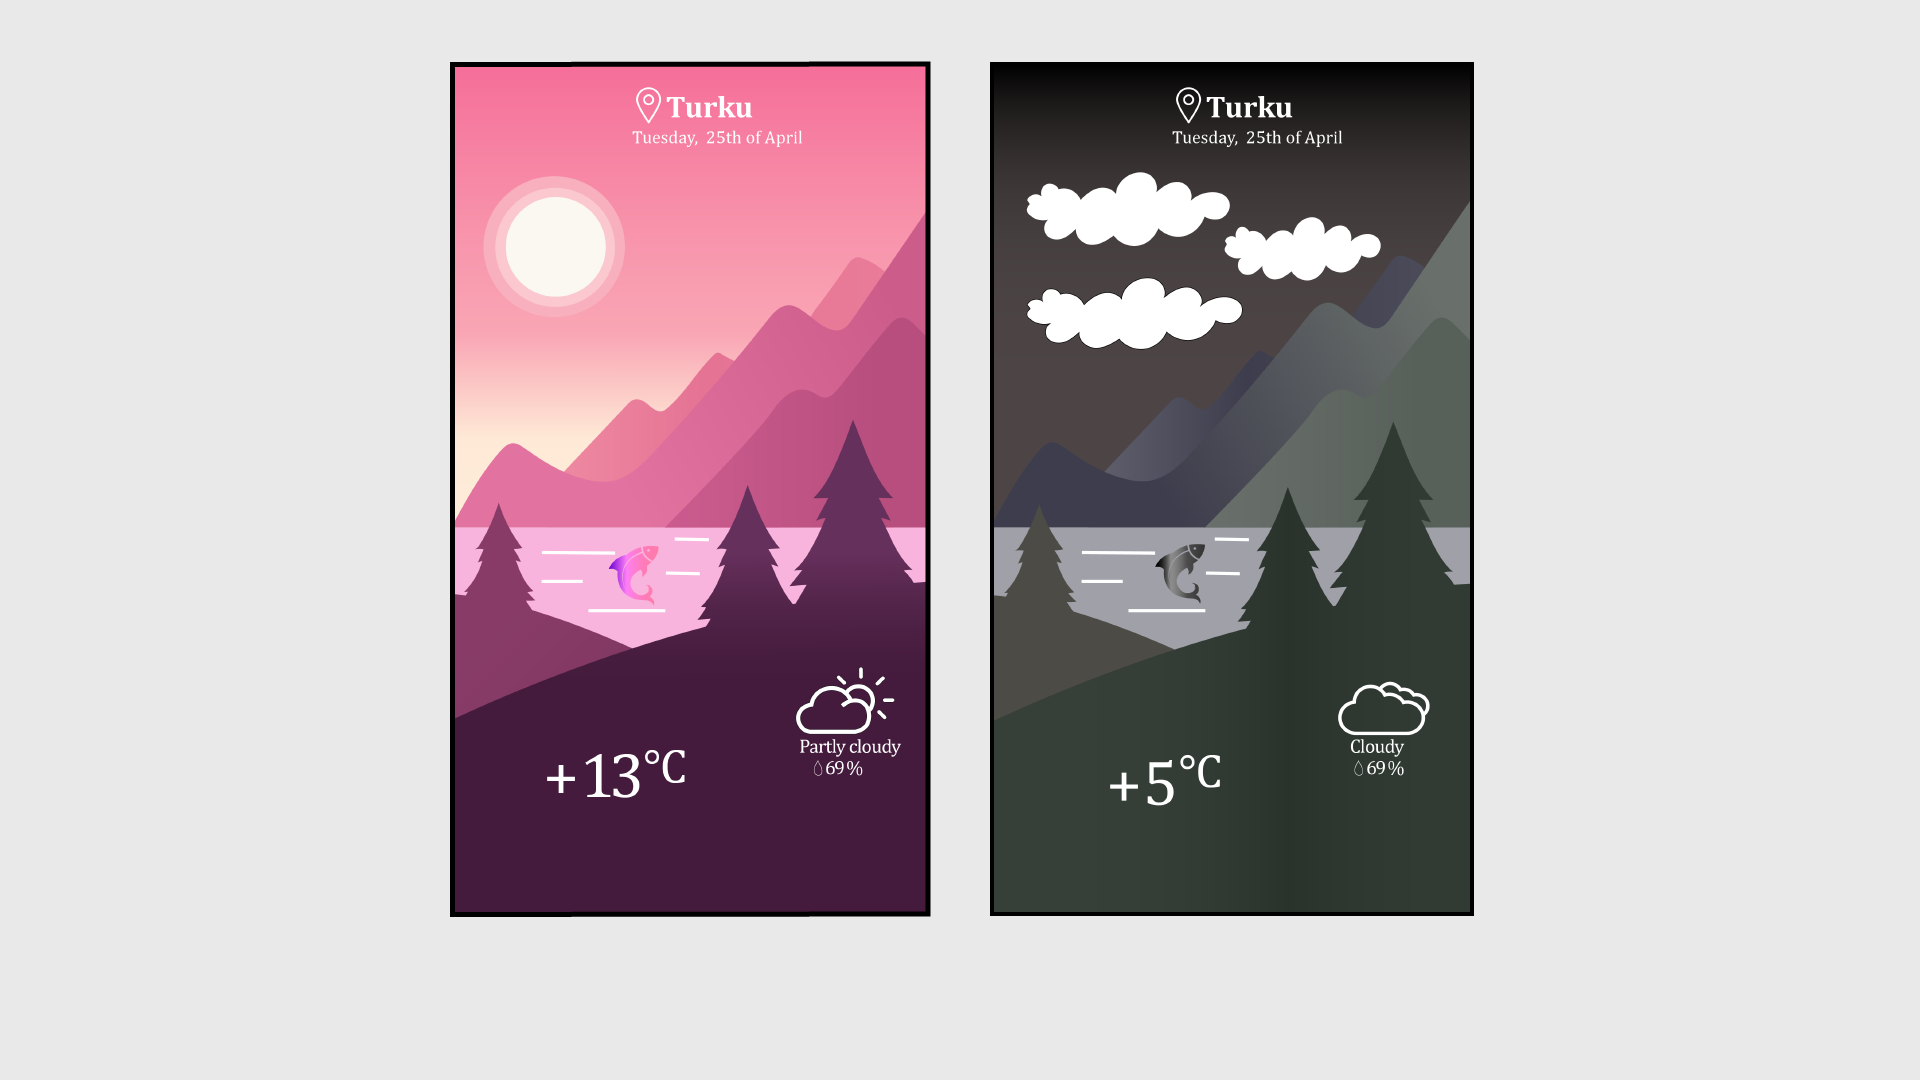 Turku
Tuesday, 25th of April
Partly cloudy
69%
+13°C
Turku
Tuesday, 25th of April
Cloudy
69%
+5°C